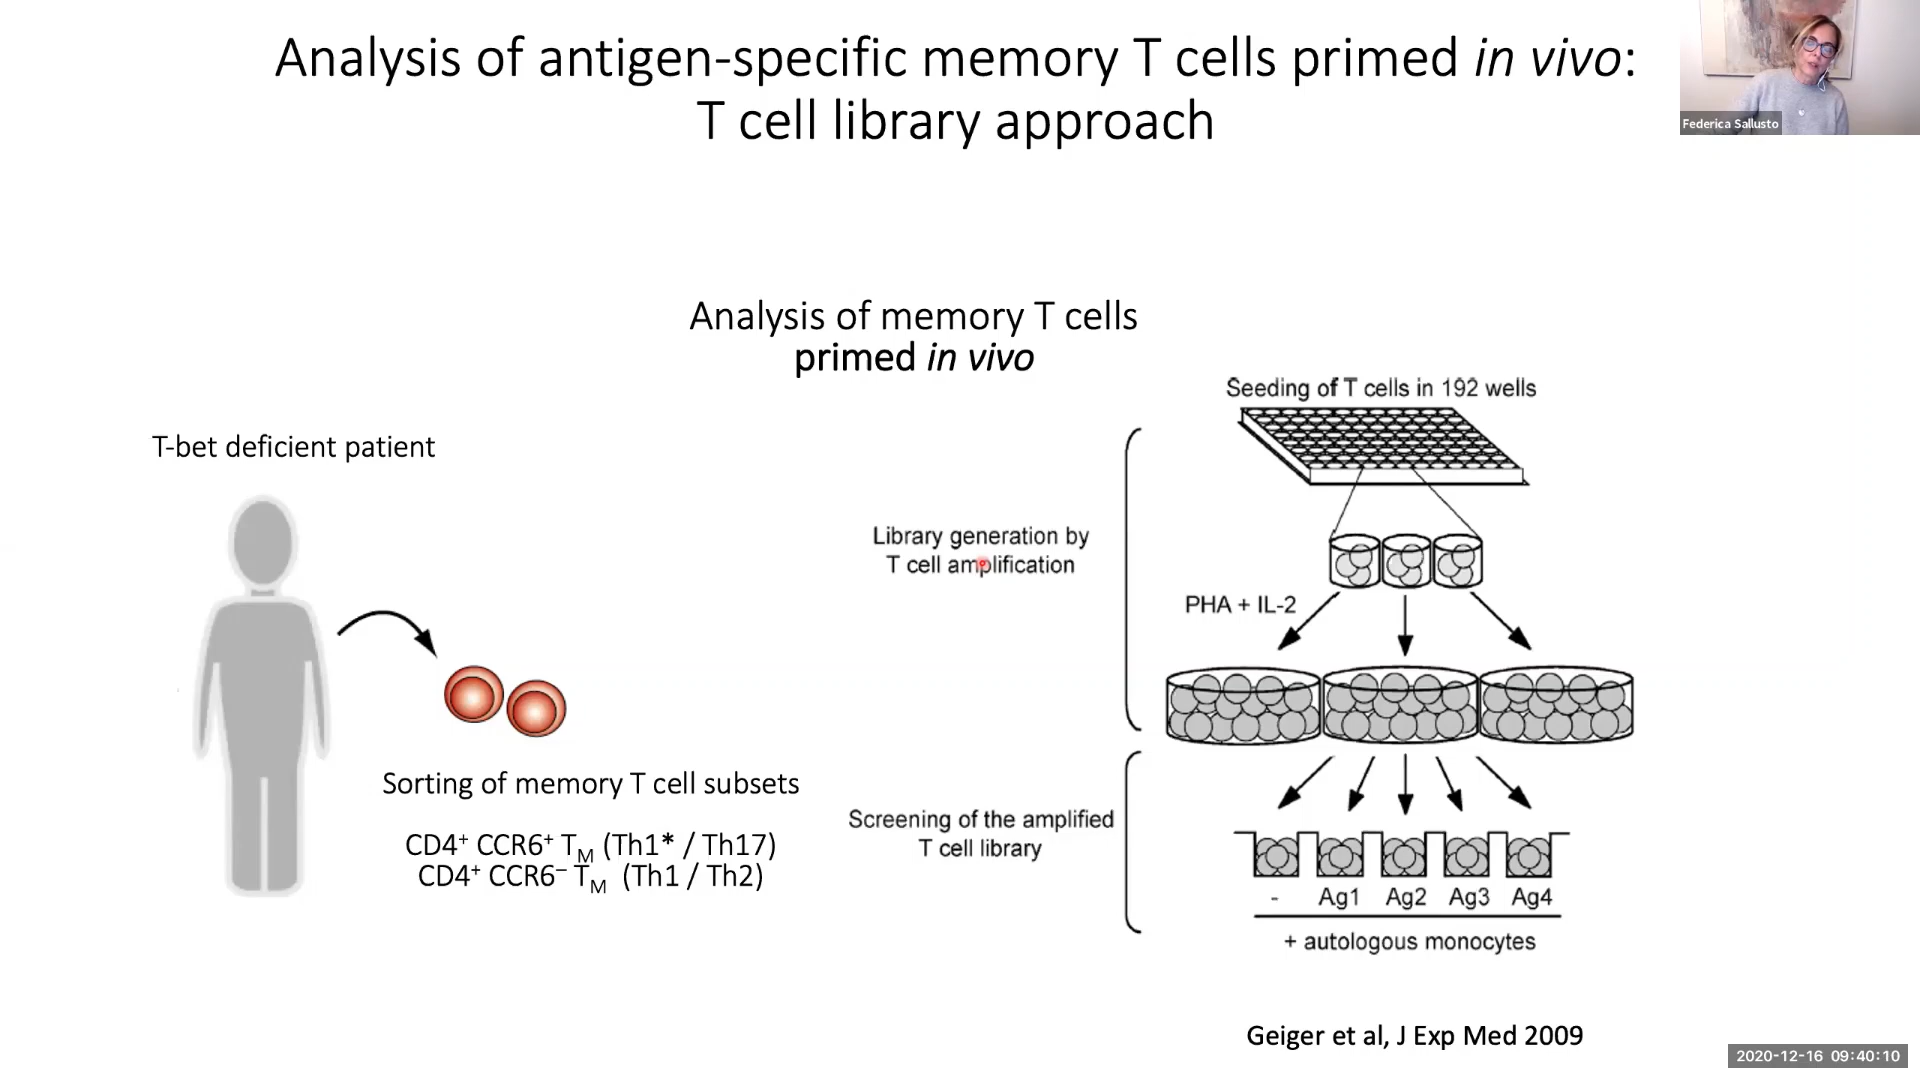 Analysis of antigen-specific memory T cells primed in vivo:
T cell library approach
Federica Sallusto
Analysis of memory T cells
primed in vivo
Seeding of T cells in 192 wells
T-bet deficient patient
Library generation by
T cell amplification
PHA + IL-2
Sorting of memory T cell subsets
CD4⁺ CCR6⁺ T_M (Th1* / Th17)
CD4⁺ CCR6⁻ T_M (Th1 / Th2)
Screening of the amplified
T cell library
- Ag1 Ag2 Ag3 Ag4
+ autologous monocytes
Geiger et al, J Exp Med 2009
2020-12-16 09:40:10